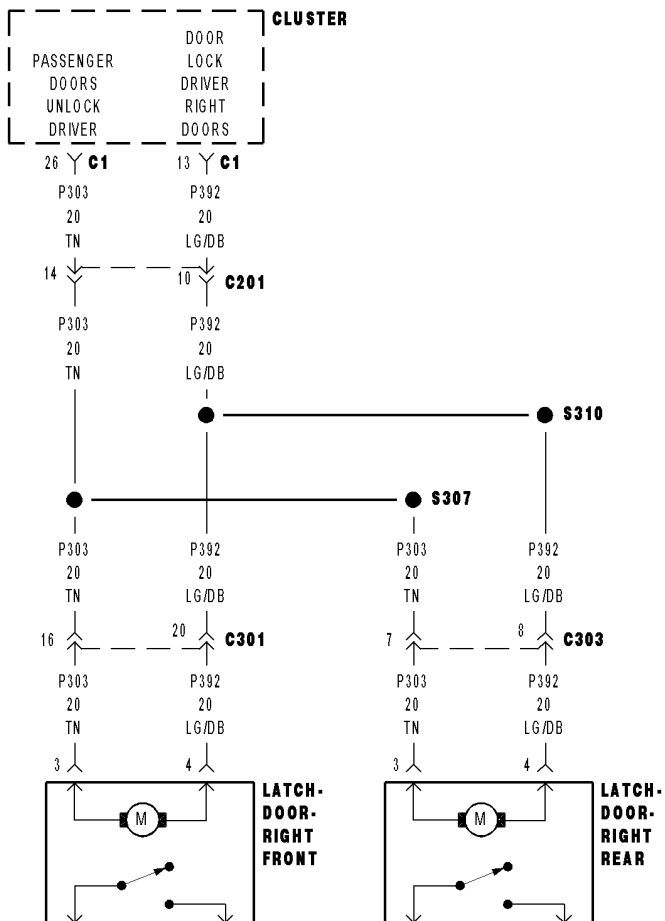 CLUSTER
PASSENGER
DOORS
UNLOCK
DRIVER
DOOR
LOCK
DRIVER
RIGHT
DOORS
26 C1
13 C1
P303
20
TN
P392
20
LG/DB
14
10 C201
P303
20
TN
P392
20
LG/DB
S310
S307
P303
20
TN
P392
20
LG/DB
P303
20
TN
P392
20
LG/DB
16
20 C301
7
8 C303
P303
20
TN
P392
20
LG/DB
P303
20
TN
P392
20
LG/DB
3
4
3
4
M
LATCH-
DOOR-
RIGHT
FRONT
M
LATCH-
DOOR-
RIGHT
REAR